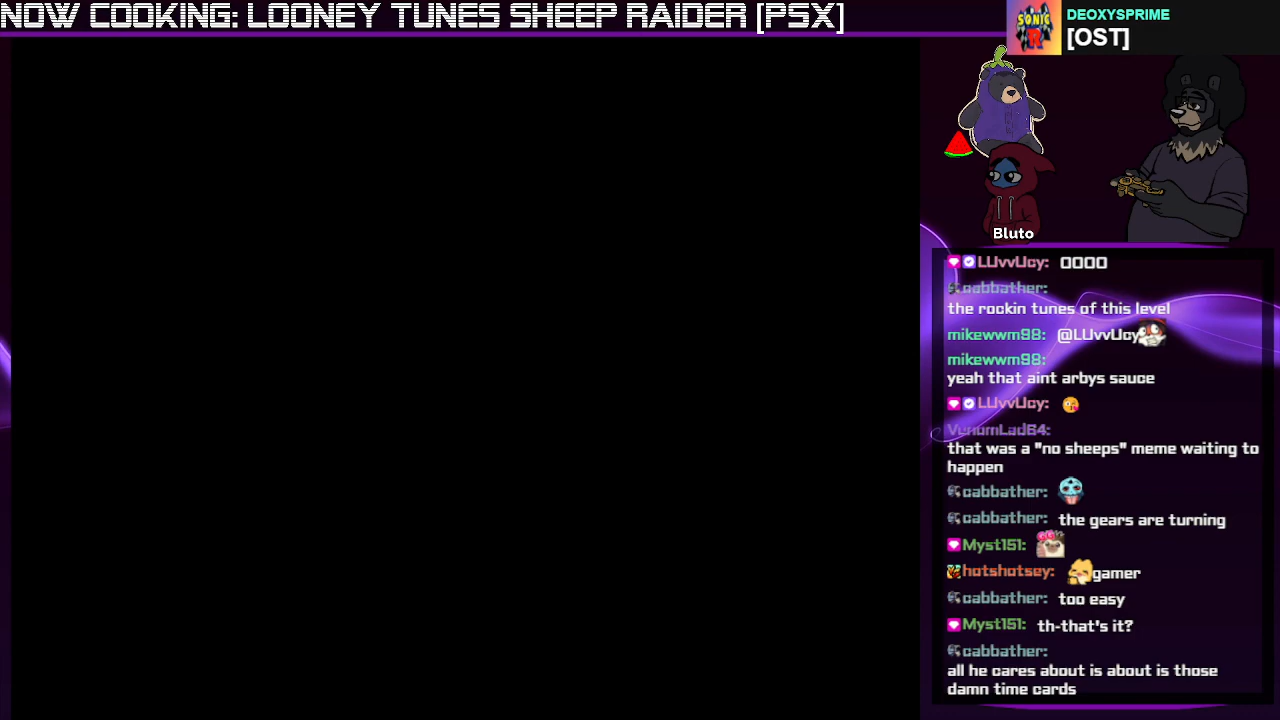 NOW COOKING: LOONEY TUNES SHEEP RAIDER [PSX]
SONIC R
DEOXYSPRIME
[OST]
Bluto
LUvvUcy: OOOO
cabbather:
the rockin tunes of this level
mikewwm98: @LUvvUcy
mikewwm98:
yeah that aint arbys sauce
LUvvUcy:
VenomLad64:
that was a "no sheeps" meme waiting to
happen
cabbather:
cabbather: the gears are turning
Myst151:
hotshotsey: gamer
cabbather: too easy
Myst151: th-that's it?
cabbather:
all he cares about is about is those
damn time cards